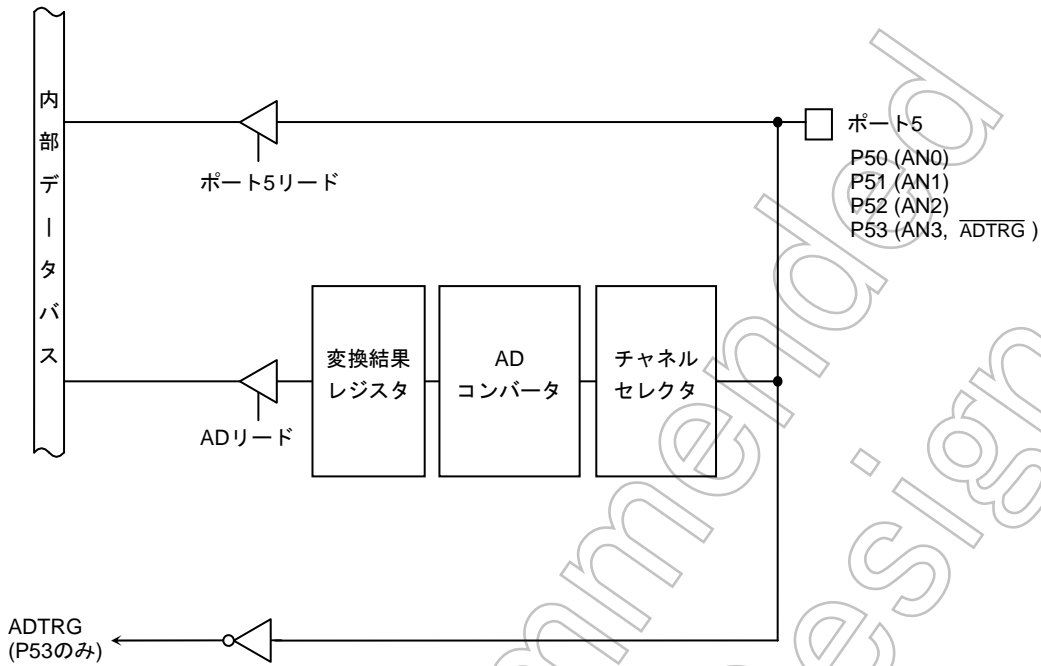 内部データバス
ポート5
P50 (AN0)
P51 (AN1)
P52 (AN2)
P53 (AN3, ADTRG )
ポート5リード
変換結果
レジスタ
AD
コンバータ
チャネル
セレクタ
ADリード
ADTRG
(P53のみ)